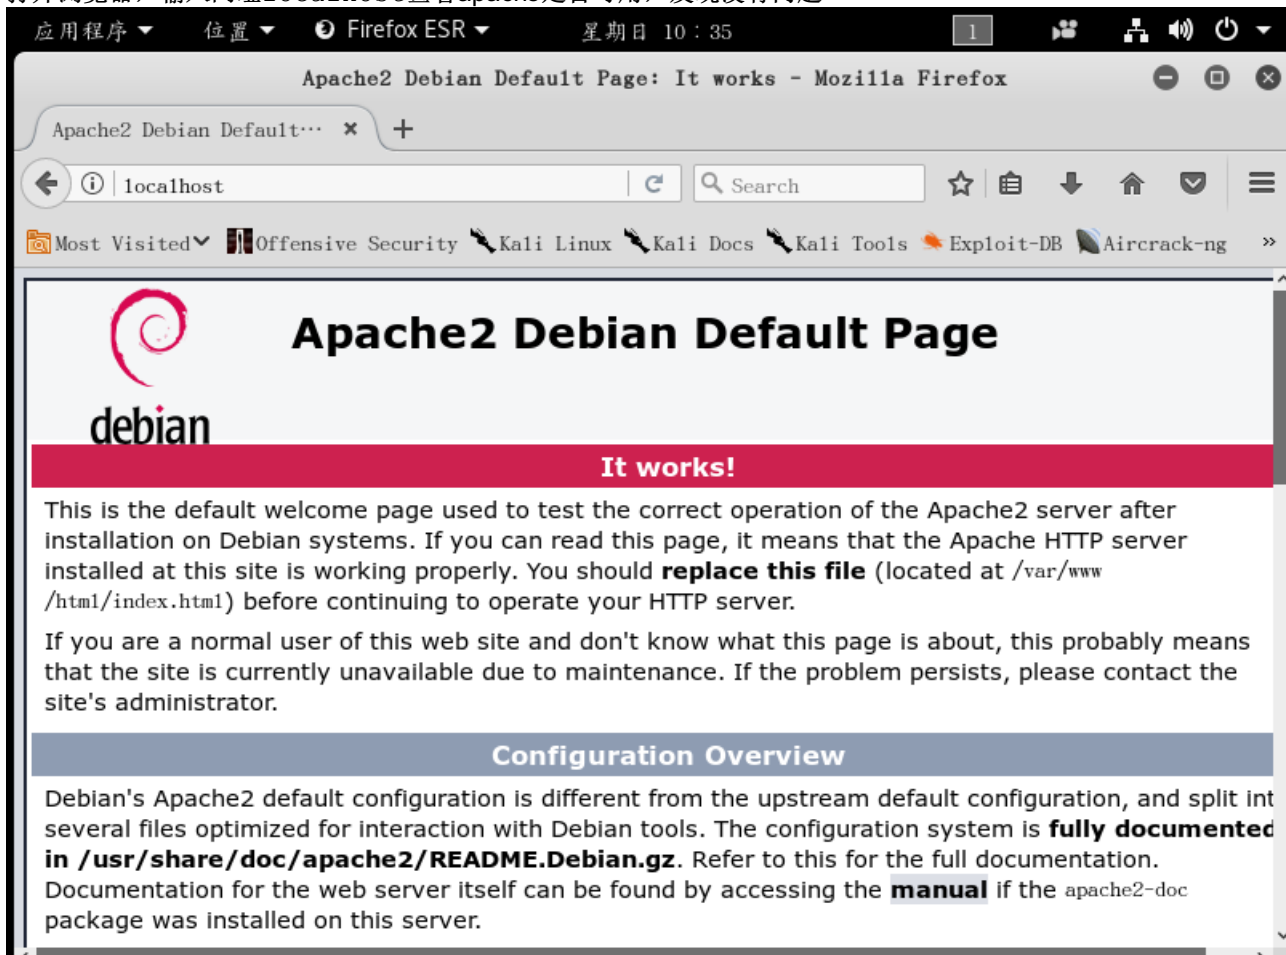 应用程序 位置 Firefox ESR 星期日 10：35 1
Apache2 Debian Default Page: It works - Mozilla Firefox
Apache2 Debian Default…
localhost Search
Most Visited Offensive Security Kali Linux Kali Docs Kali Tools Exploit-DB Aircrack-ng »
debian
Apache2 Debian Default Page
It works!
This is the default welcome page used to test the correct operation of the Apache2 server after
installation on Debian systems. If you can read this page, it means that the Apache HTTP server
installed at this site is working properly. You should replace this file (located at /var/www
/html/index.html) before continuing to operate your HTTP server.
If you are a normal user of this web site and don't know what this page is about, this probably means
that the site is currently unavailable due to maintenance. If the problem persists, please contact the
site's administrator.
Configuration Overview
Debian's Apache2 default configuration is different from the upstream default configuration, and split int
several files optimized for interaction with Debian tools. The configuration system is fully documented
in /usr/share/doc/apache2/README.Debian.gz. Refer to this for the full documentation.
Documentation for the web server itself can be found by accessing the manual if the apache2-doc
package was installed on this server.